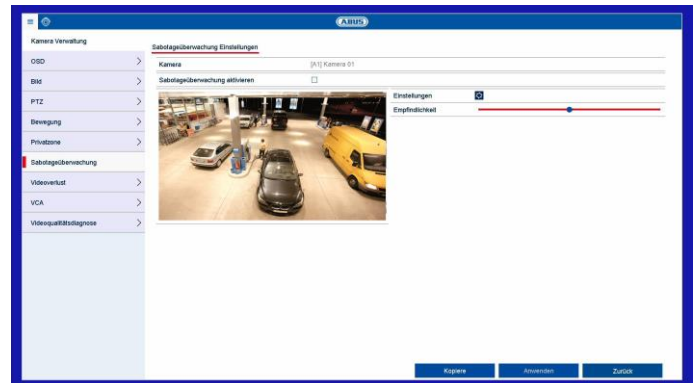 ABUS
Kamera Verwaltung
Sabotageüberwachung Einstellungen
OSD
Kamera
[A1] Kamera 01
Bild
Sabotageüberwachung aktivieren
PTZ
Einstellungen
Empfindlichkeit
Bewegung
Privatzone
Sabotageüberwachung
Videoverlust
VCA
Videoqualitätsdiagnose
Kopiere
Anwenden
Zurück